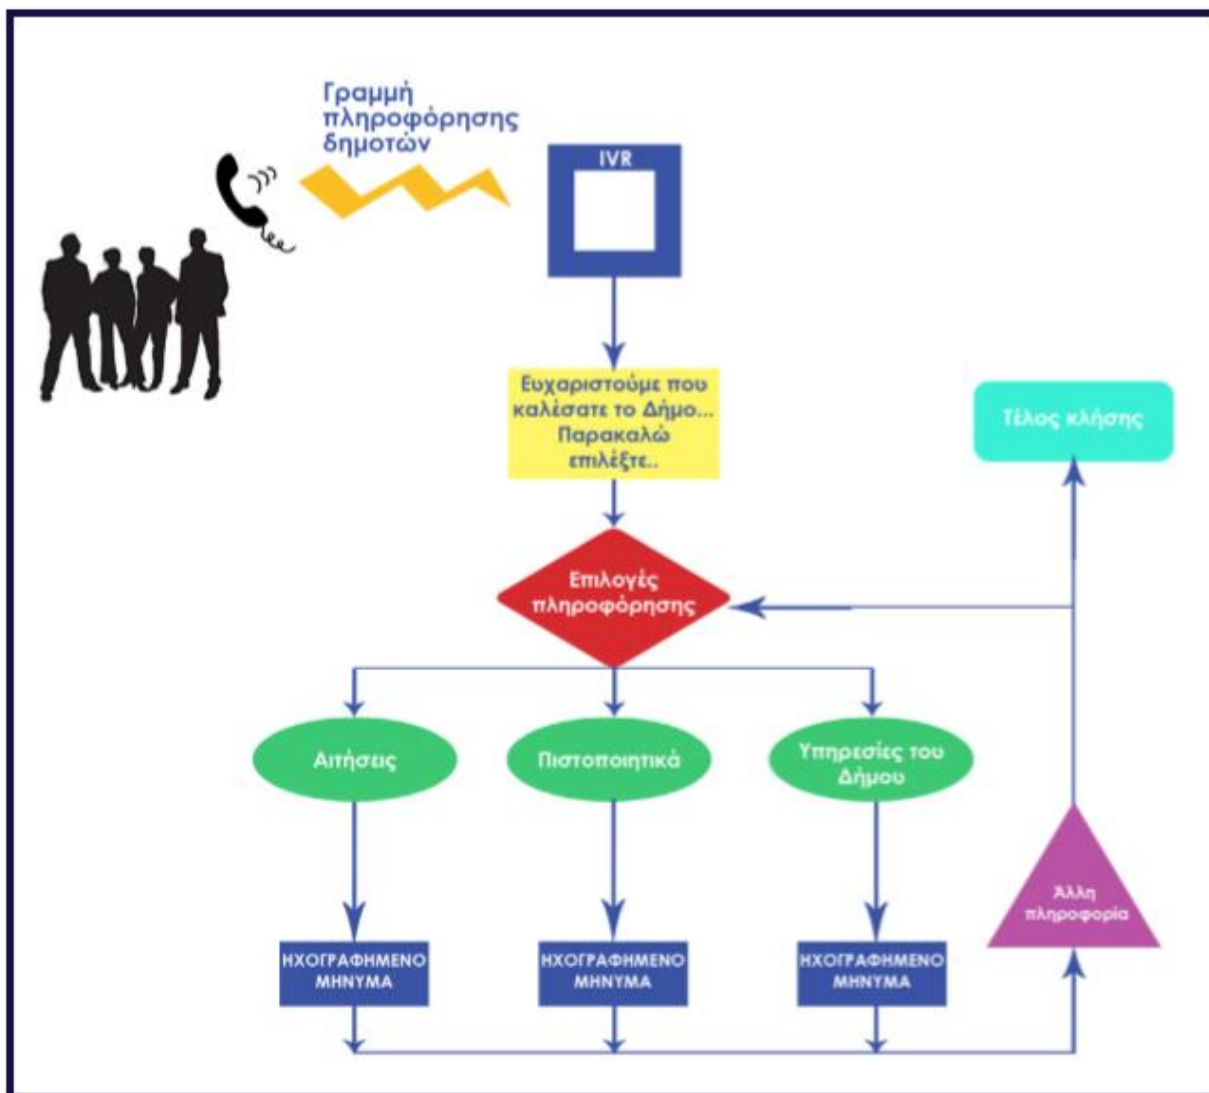 Γραμμή
πληροφόρησης
δημοτών
IVR
Ευχαριστούμε που
καλέσατε το Δήμο...
Παρακαλώ
επιλέξτε..
Τέλος κλήσης
Επιλογές
πληροφόρησης
Αιτήσεις
Πιστοποιητικά
Υπηρεσίες του
Δήμου
Άλλη
πληροφορία
ΗΧΟΓΡΑΦΗΜΕΝΟ
ΜΗΝΥΜΑ
ΗΧΟΓΡΑΦΗΜΕΝΟ
ΜΗΝΥΜΑ
ΗΧΟΓΡΑΦΗΜΕΝΟ
ΜΗΝΥΜΑ